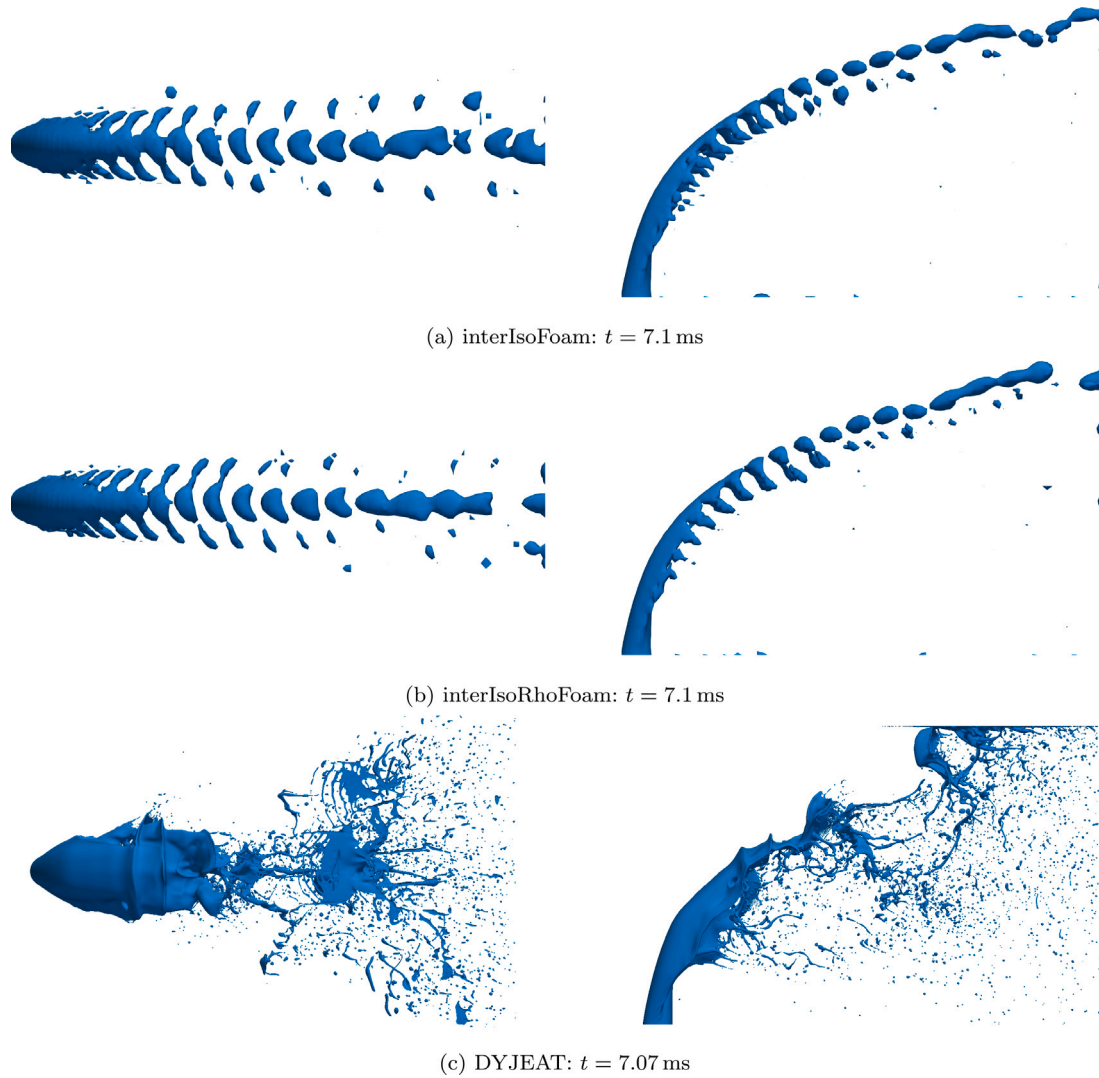 (a) interIsoFoam: t = 7.1 ms
(b) interIsoRhoFoam: t = 7.1 ms
(c) DYJEAT: t = 7.07 ms